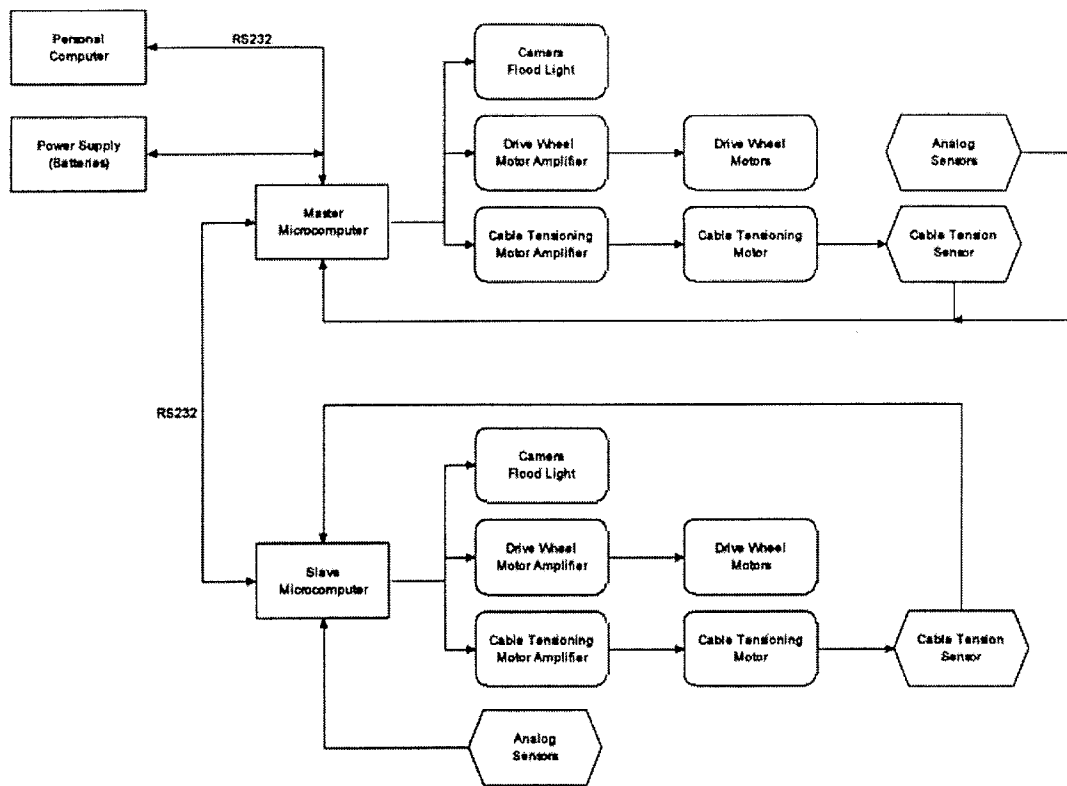 Personal
Computer
RS232
Camera
Flood Light
Power Supply
(Batteries)
Drive Wheel
Motor Amplifier
Drive Wheel
Motors
Analog
Sensors
Master
Microcomputer
Cable Tensioning
Motor Amplifier
Cable Tensioning
Motor
Cable Tension
Sensor
RS232
Camera
Flood Light
Slave
Microcomputer
Drive Wheel
Motor Amplifier
Drive Wheel
Motors
Cable Tensioning
Motor Amplifier
Cable Tensioning
Motor
Cable Tension
Sensor
Analog
Sensors